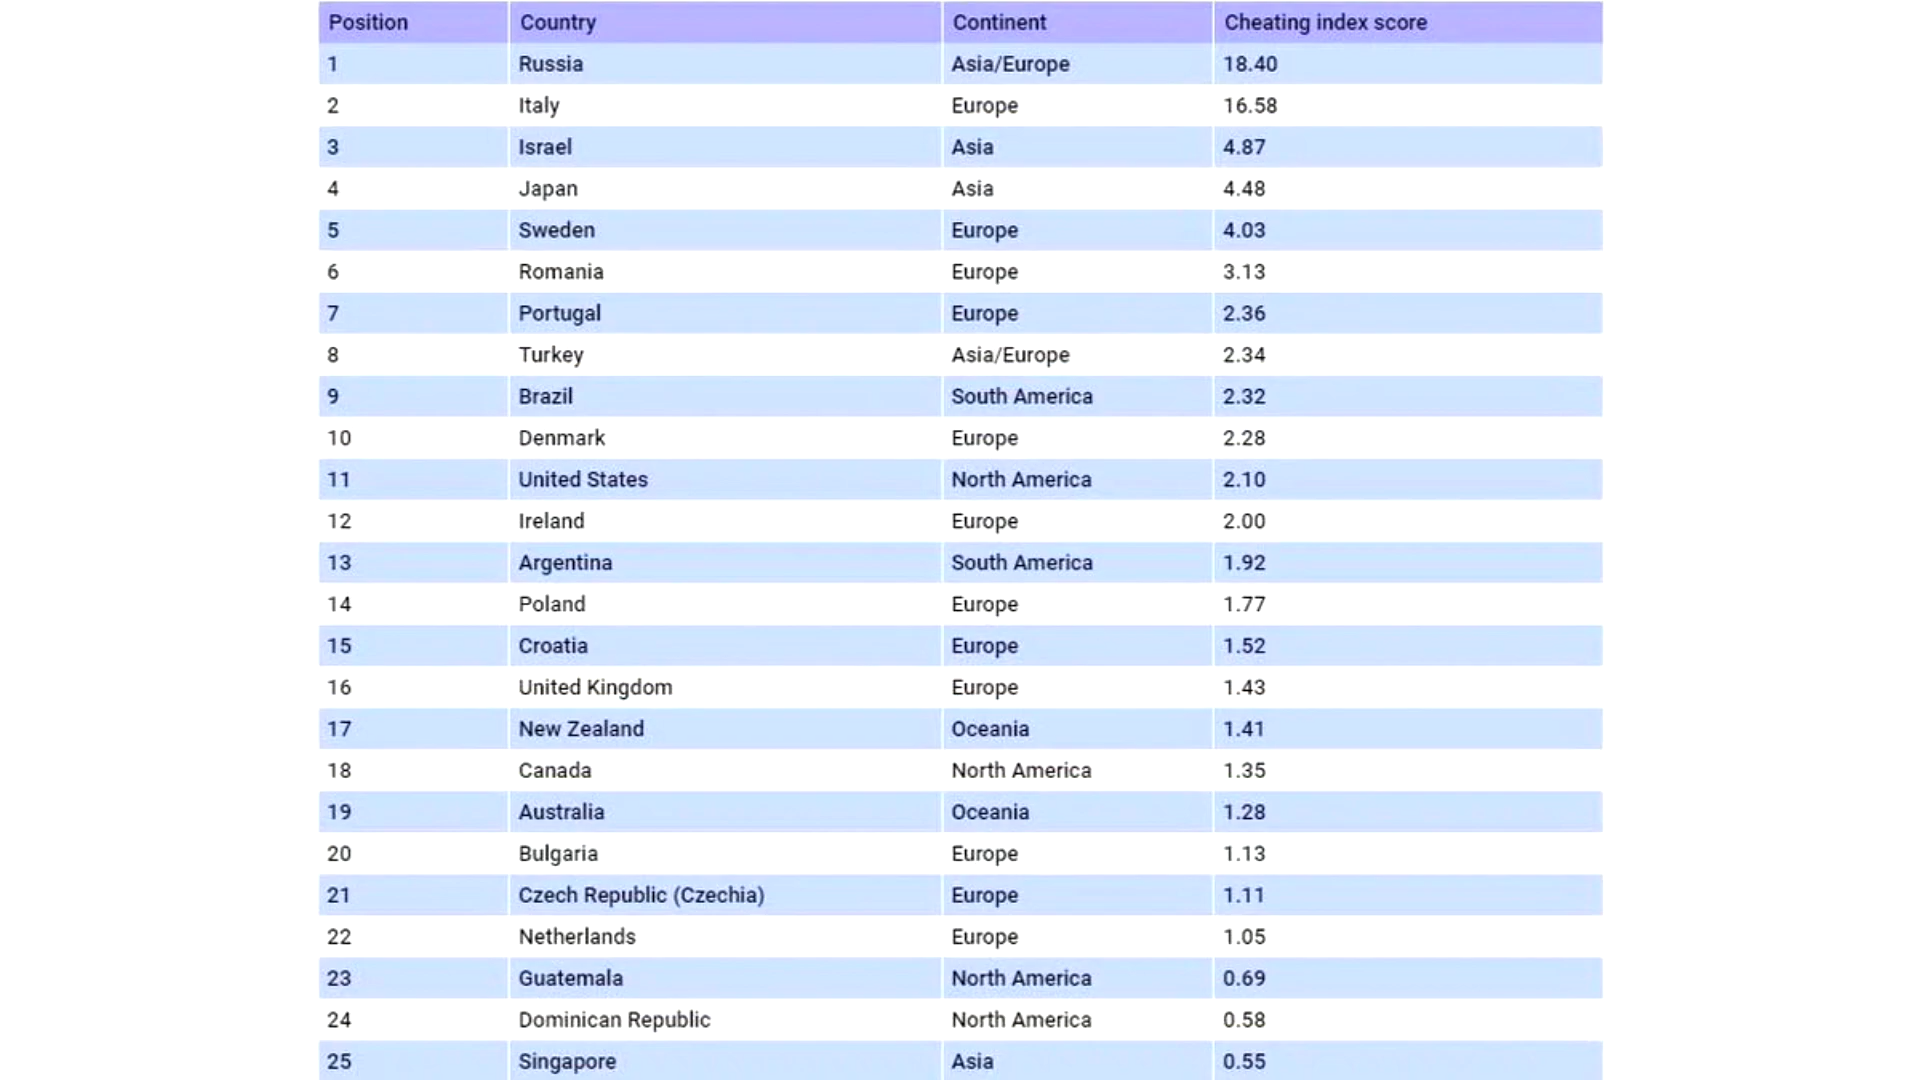 Position Country Continent Cheating index score
1 Russia Asia/Europe 18.40
2 Italy Europe 16.58
3 Israel Asia 4.87
4 Japan Asia 4.48
5 Sweden Europe 4.03
6 Romania Europe 3.13
7 Portugal Europe 2.36
8 Turkey Asia/Europe 2.34
9 Brazil South America 2.32
10 Denmark Europe 2.28
11 United States North America 2.10
12 Ireland Europe 2.00
13 Argentina South America 1.92
14 Poland Europe 1.77
15 Croatia Europe 1.52
16 United Kingdom Europe 1.43
17 New Zealand Oceania 1.41
18 Canada North America 1.35
19 Australia Oceania 1.28
20 Bulgaria Europe 1.13
21 Czech Republic (Czechia) Europe 1.11
22 Netherlands Europe 1.05
23 Guatemala North America 0.69
24 Dominican Republic North America 0.58
25 Singapore Asia 0.55